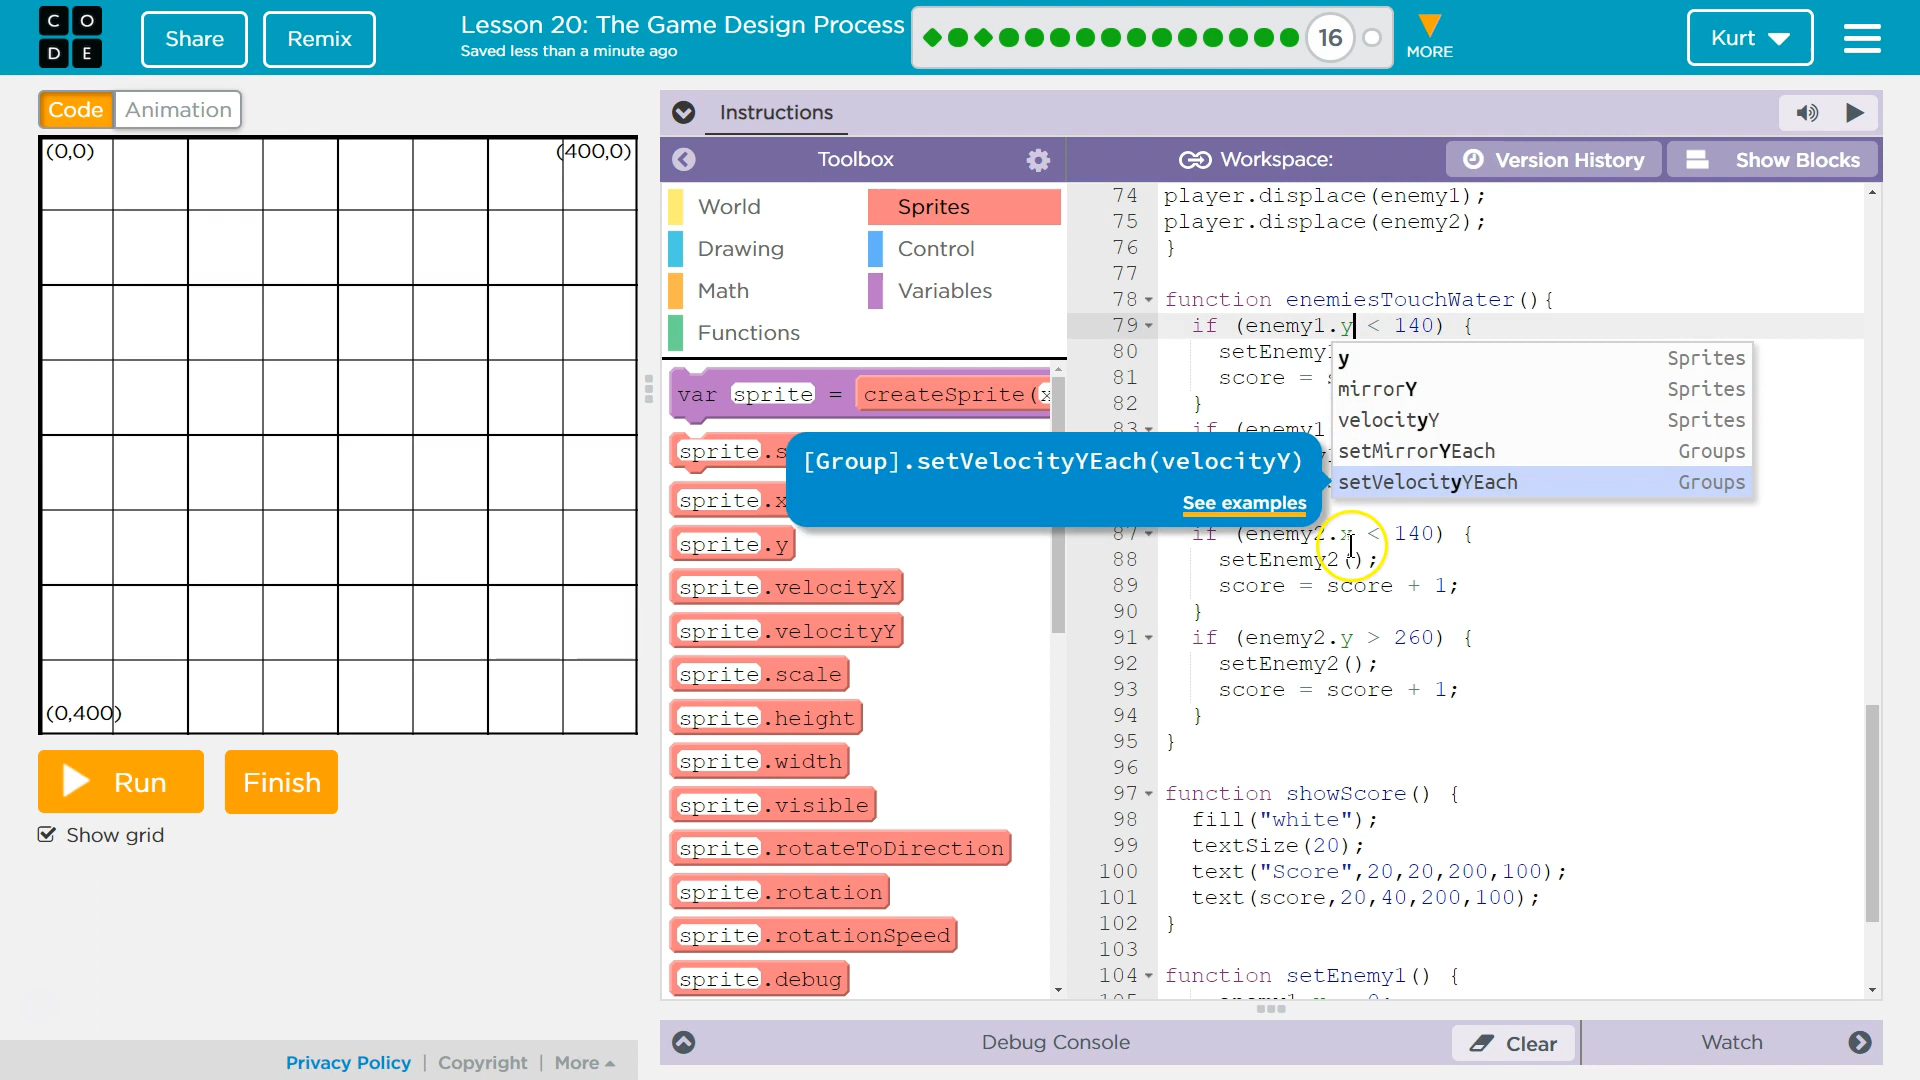 C O
D E
Share
Remix
Lesson 20: The Game Design Process
Saved less than a minute ago
16
MORE
Kurt
Code
Animation
(0,0)
(400,0)
(0,400)
Run
Finish
Show grid
Privacy Policy | Copyright | More
Instructions
Toolbox
Workspace:
Version History
Show Blocks
World
Sprites
Drawing
Control
Math
Variables
Functions
var sprite = createSprite(x
sprite.s
sprite.x
sprite.y
sprite.velocityX
sprite.velocityY
sprite.scale
sprite.height
sprite.width
sprite.visible
sprite.rotateToDirection
sprite.rotation
sprite.rotationSpeed
sprite.debug
74 player.displace(enemy1);
75 player.displace(enemy2);
76 }
77
78 function enemiesTouchWater(){
79 if (enemy1.y < 140) {
80 setEnemy
81 score =
82 }
83 if (enemy1
y Sprites
mirrorY Sprites
velocityY Sprites
setMirrorYEach Groups
setVelocityYEach Groups
[Group].setVelocityYEach(velocityY)
See examples
87 if (enemy2.x < 140) {
88 setEnemy2();
89 score = score + 1;
90 }
91 if (enemy2.y > 260) {
92 setEnemy2();
93 score = score + 1;
94 }
95 }
96
97 function showScore() {
98 fill("white");
99 textSize(20);
100 text("Score",20,20,200,100);
101 text(score,20,40,200,100);
102 }
103
104 function setEnemy1() {
Debug Console
Clear
Watch